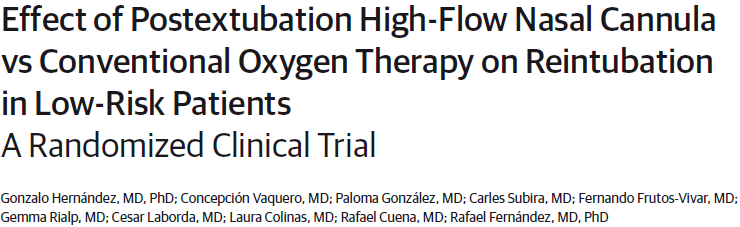 Effect of Postextubation High-Flow Nasal Cannula
vs Conventional Oxygen Therapy on Reintubation
in Low-Risk Patients
A Randomized Clinical Trial
Gonzalo Hernández, MD, PhD; Concepción Vaquero, MD; Paloma González, MD; Carles Subira, MD; Fernando Frutos-Vivar, MD;
Gemma Rialp, MD; Cesar Laborda, MD; Laura Colinas, MD; Rafael Cuena, MD; Rafael Fernández, MD, PhD